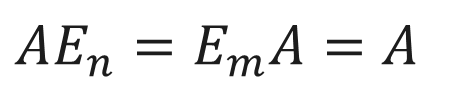 $AE_n = E_mA = A$